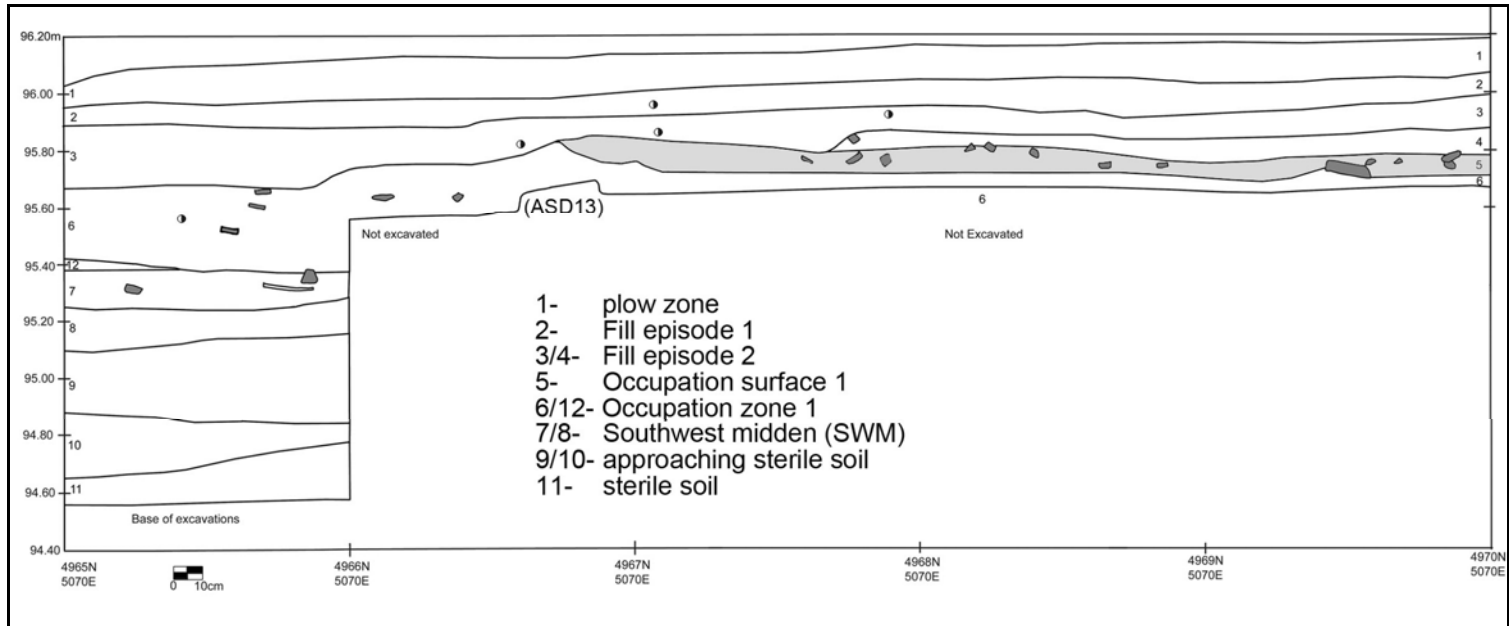 96.20m
1
1
96.00
2
2
3
95.80
3
4
5
6
95.60
(ASD13)
6
6
Not excavated
Not Excavated
95.40
12
7
95.20
8
95.00
9
94.80
10
94.60
11
Base of excavations
94.40
1- plow zone
2- Fill episode 1
3/4- Fill episode 2
5- Occupation surface 1
6/12- Occupation zone 1
7/8- Southwest midden (SWM)
9/10- approaching sterile soil
11- sterile soil
4965N
5070E
4966N
5070E
4967N
5070E
4968N
5070E
4969N
5070E
4970N
5070E
0 10cm